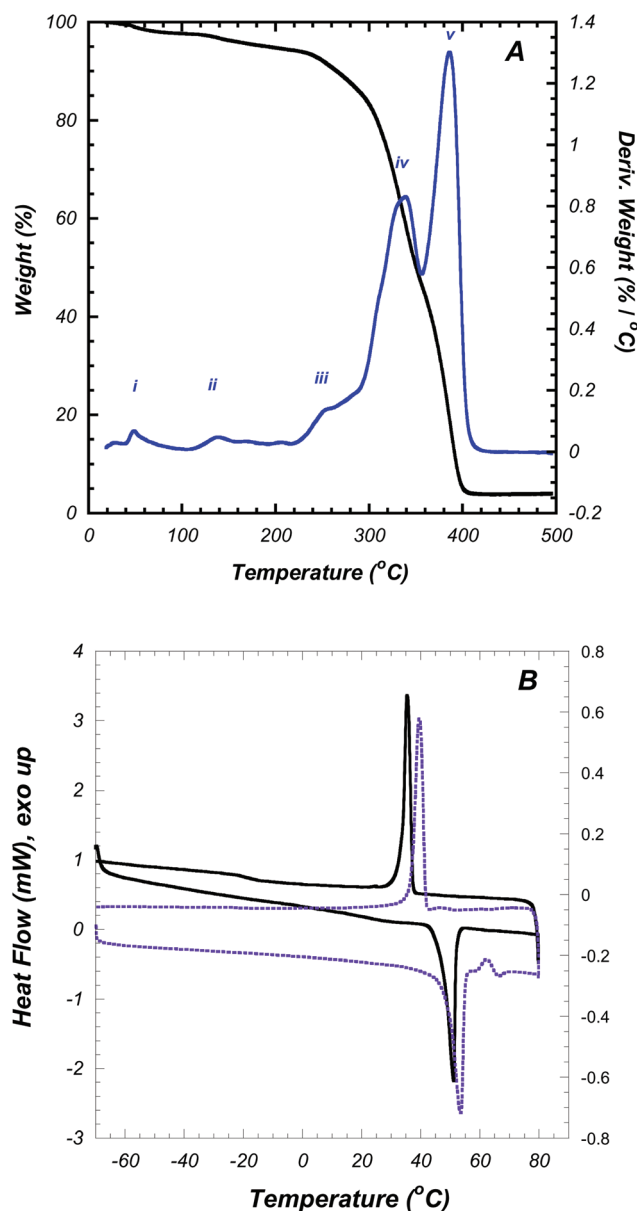 A
100
80
60
40
20
0
Weight (%)
1.4
1.2
1
0.8
0.6
0.4
0.2
0
-0.2
Deriv. Weight (% / °C)
i
ii
iii
iv
v
0 100 200 300 400 500
Temperature (°C)
B
4
3
2
1
0
-1
-2
-3
Heat Flow (mW), exo up
0.8
0.6
0.4
0.2
0
-0.2
-0.4
-0.6
-0.8
-60 -40 -20 0 20 40 60 80
Temperature (°C)